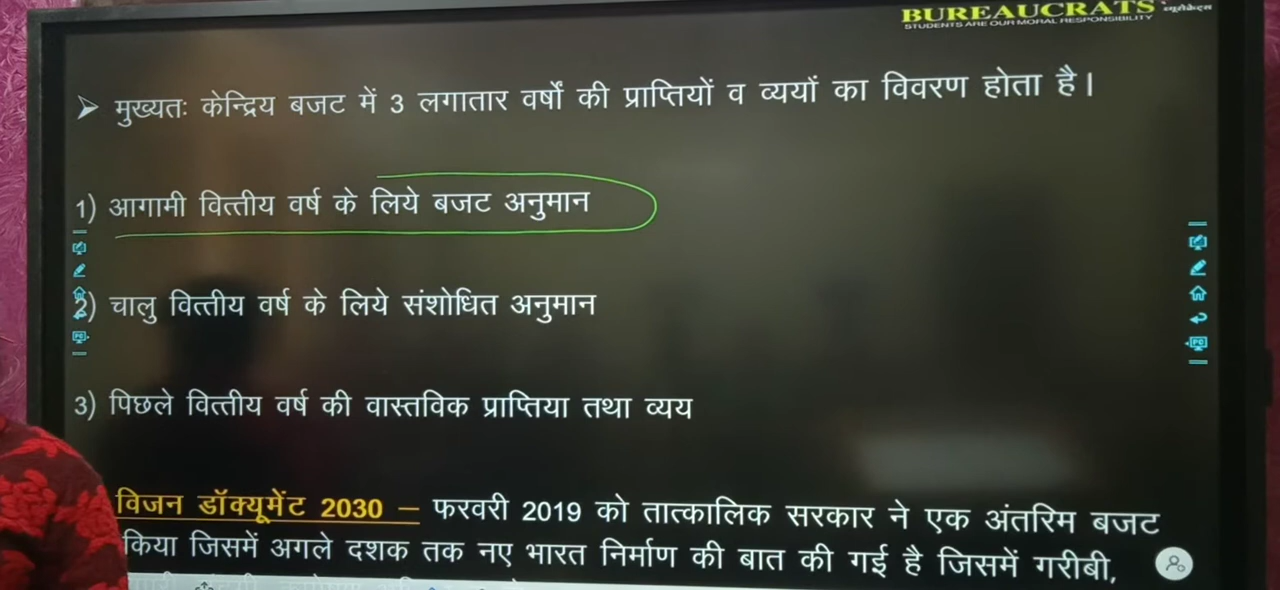 BUREAUCRATS ब्यूरोक्रेट्स
STUDENTS ARE OUR MORAL RESPONSIBILITY
➤ मुख्यतः केन्द्रिय बजट में 3 लगातार वर्षों की प्राप्तियों व व्ययों का विवरण होता है।
1) आगामी वित्तीय वर्ष के लिये बजट अनुमान
2) चालु वित्तीय वर्ष के लिये संशोधित अनुमान
3) पिछले वित्तीय वर्ष की वास्तविक प्राप्तिया तथा व्यय
विजन डॉक्यूमेंट 2030 – फरवरी 2019 को तात्कालिक सरकार ने एक अंतरिम बजट
किया जिसमें अगले दशक तक नए भारत निर्माण की बात की गई है जिसमें गरीबी,